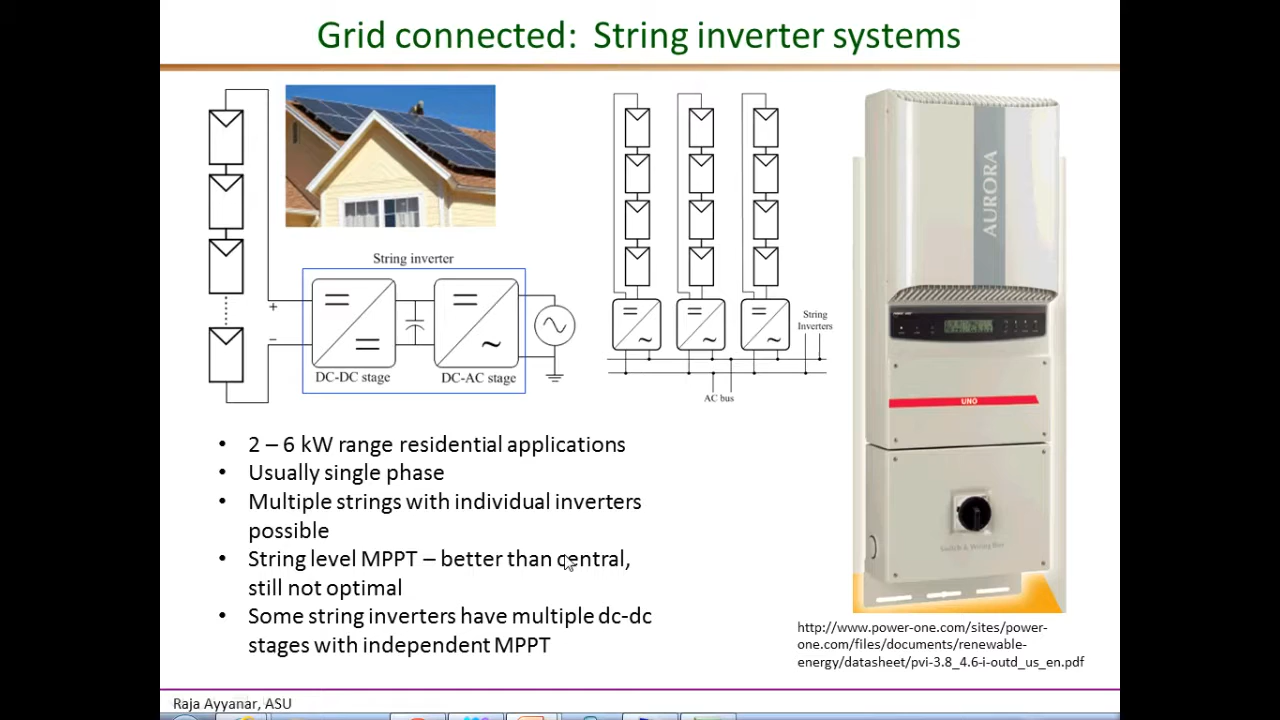 Grid connected:  String inverter systems
String inverter
+
−
DC-DC stage
DC-AC stage
String
Inverters
AC bus
AURORA
UNO
Switch & Wiring Box
• 2 – 6 kW range residential applications
• Usually single phase
• Multiple strings with individual inverters
possible
• String level MPPT – better than central,
still not optimal
• Some string inverters have multiple dc-dc
stages with independent MPPT
http://www.power-one.com/sites/power-
one.com/files/documents/renewable-
energy/datasheet/pvi-3.8_4.6-i-outd_us_en.pdf
Raja Ayyanar, ASU